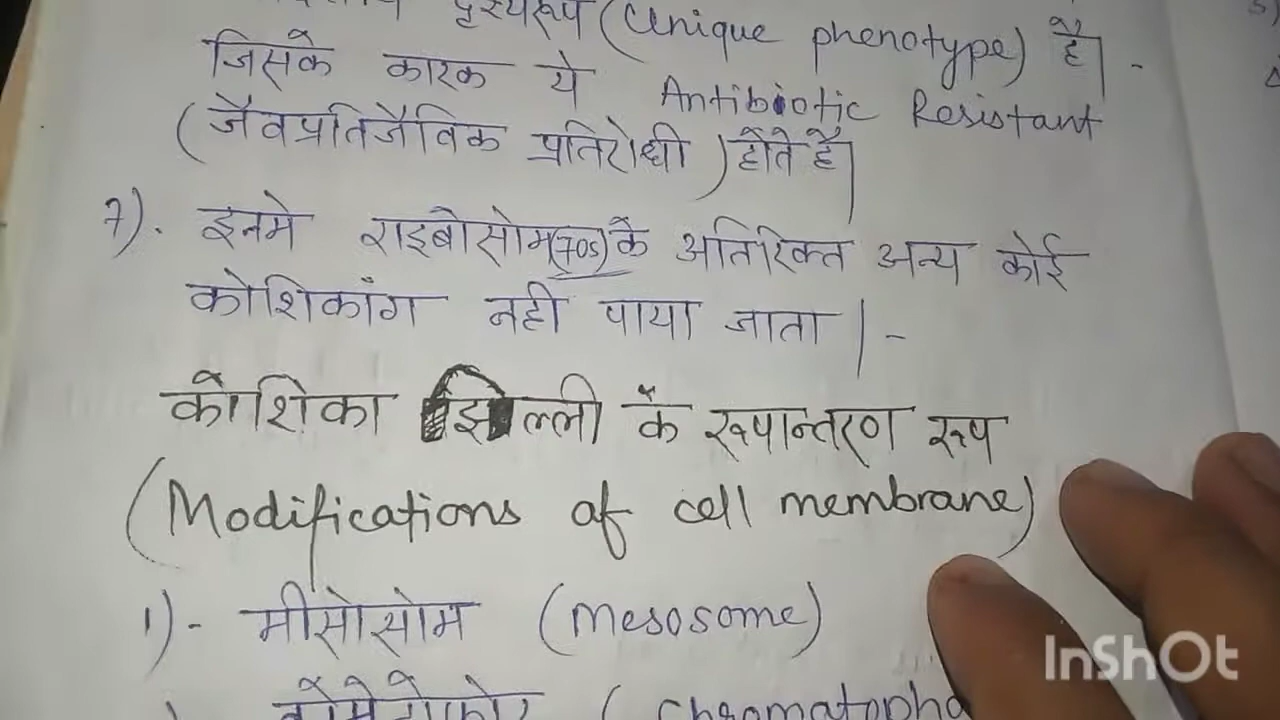 दृश्यरूप (Unique phenotype) है। -
जिसके कारक ये Antibiotic Resistant
(जैवप्रतिजैविक प्रतिरोधी) होते है।
7). इनमे राइबोसोम(70s)के अतिरिक्त अन्य कोई
कोशिकांग नही पाया जाता। -
कोशिका झिल्ली के रूपान्तरण रूप
(Modifications of cell membrane)
1)- मीसोसोम (Mesosome)
InShOt